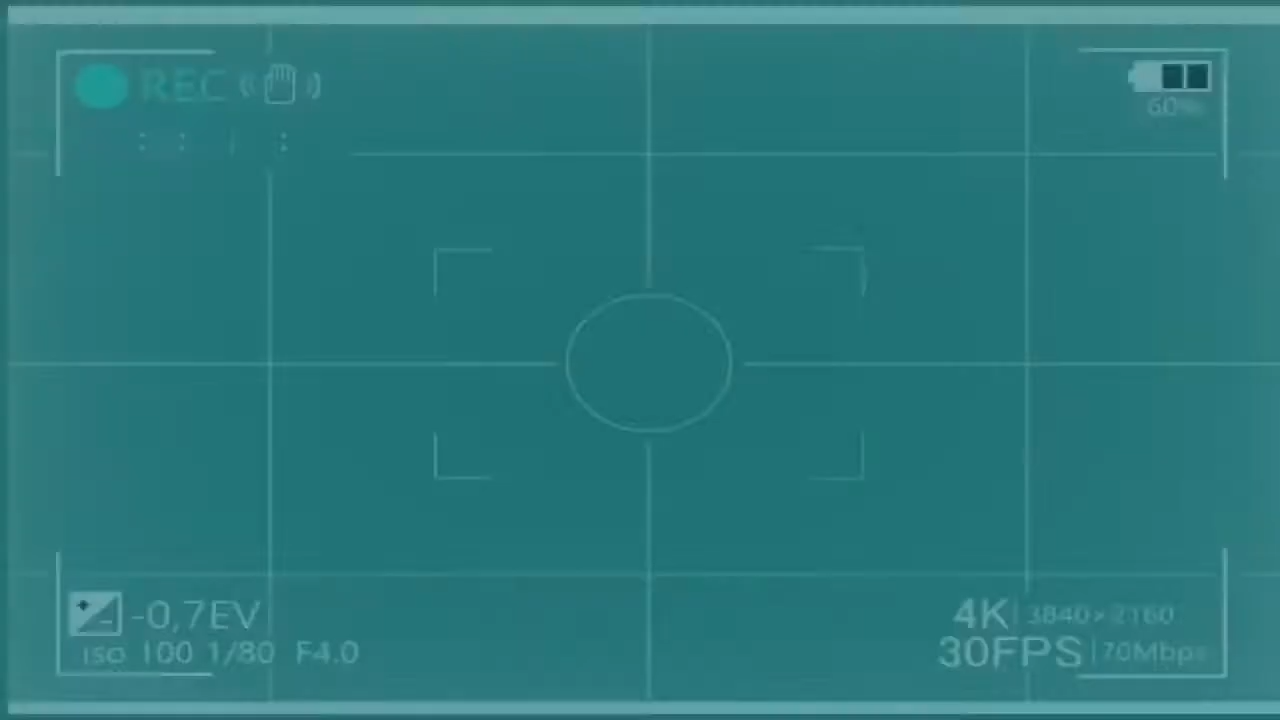 REC
60%
-0,7EV
ISO 100 1/80 F4.0
4K 3840×2160
30FPS 70Mbps